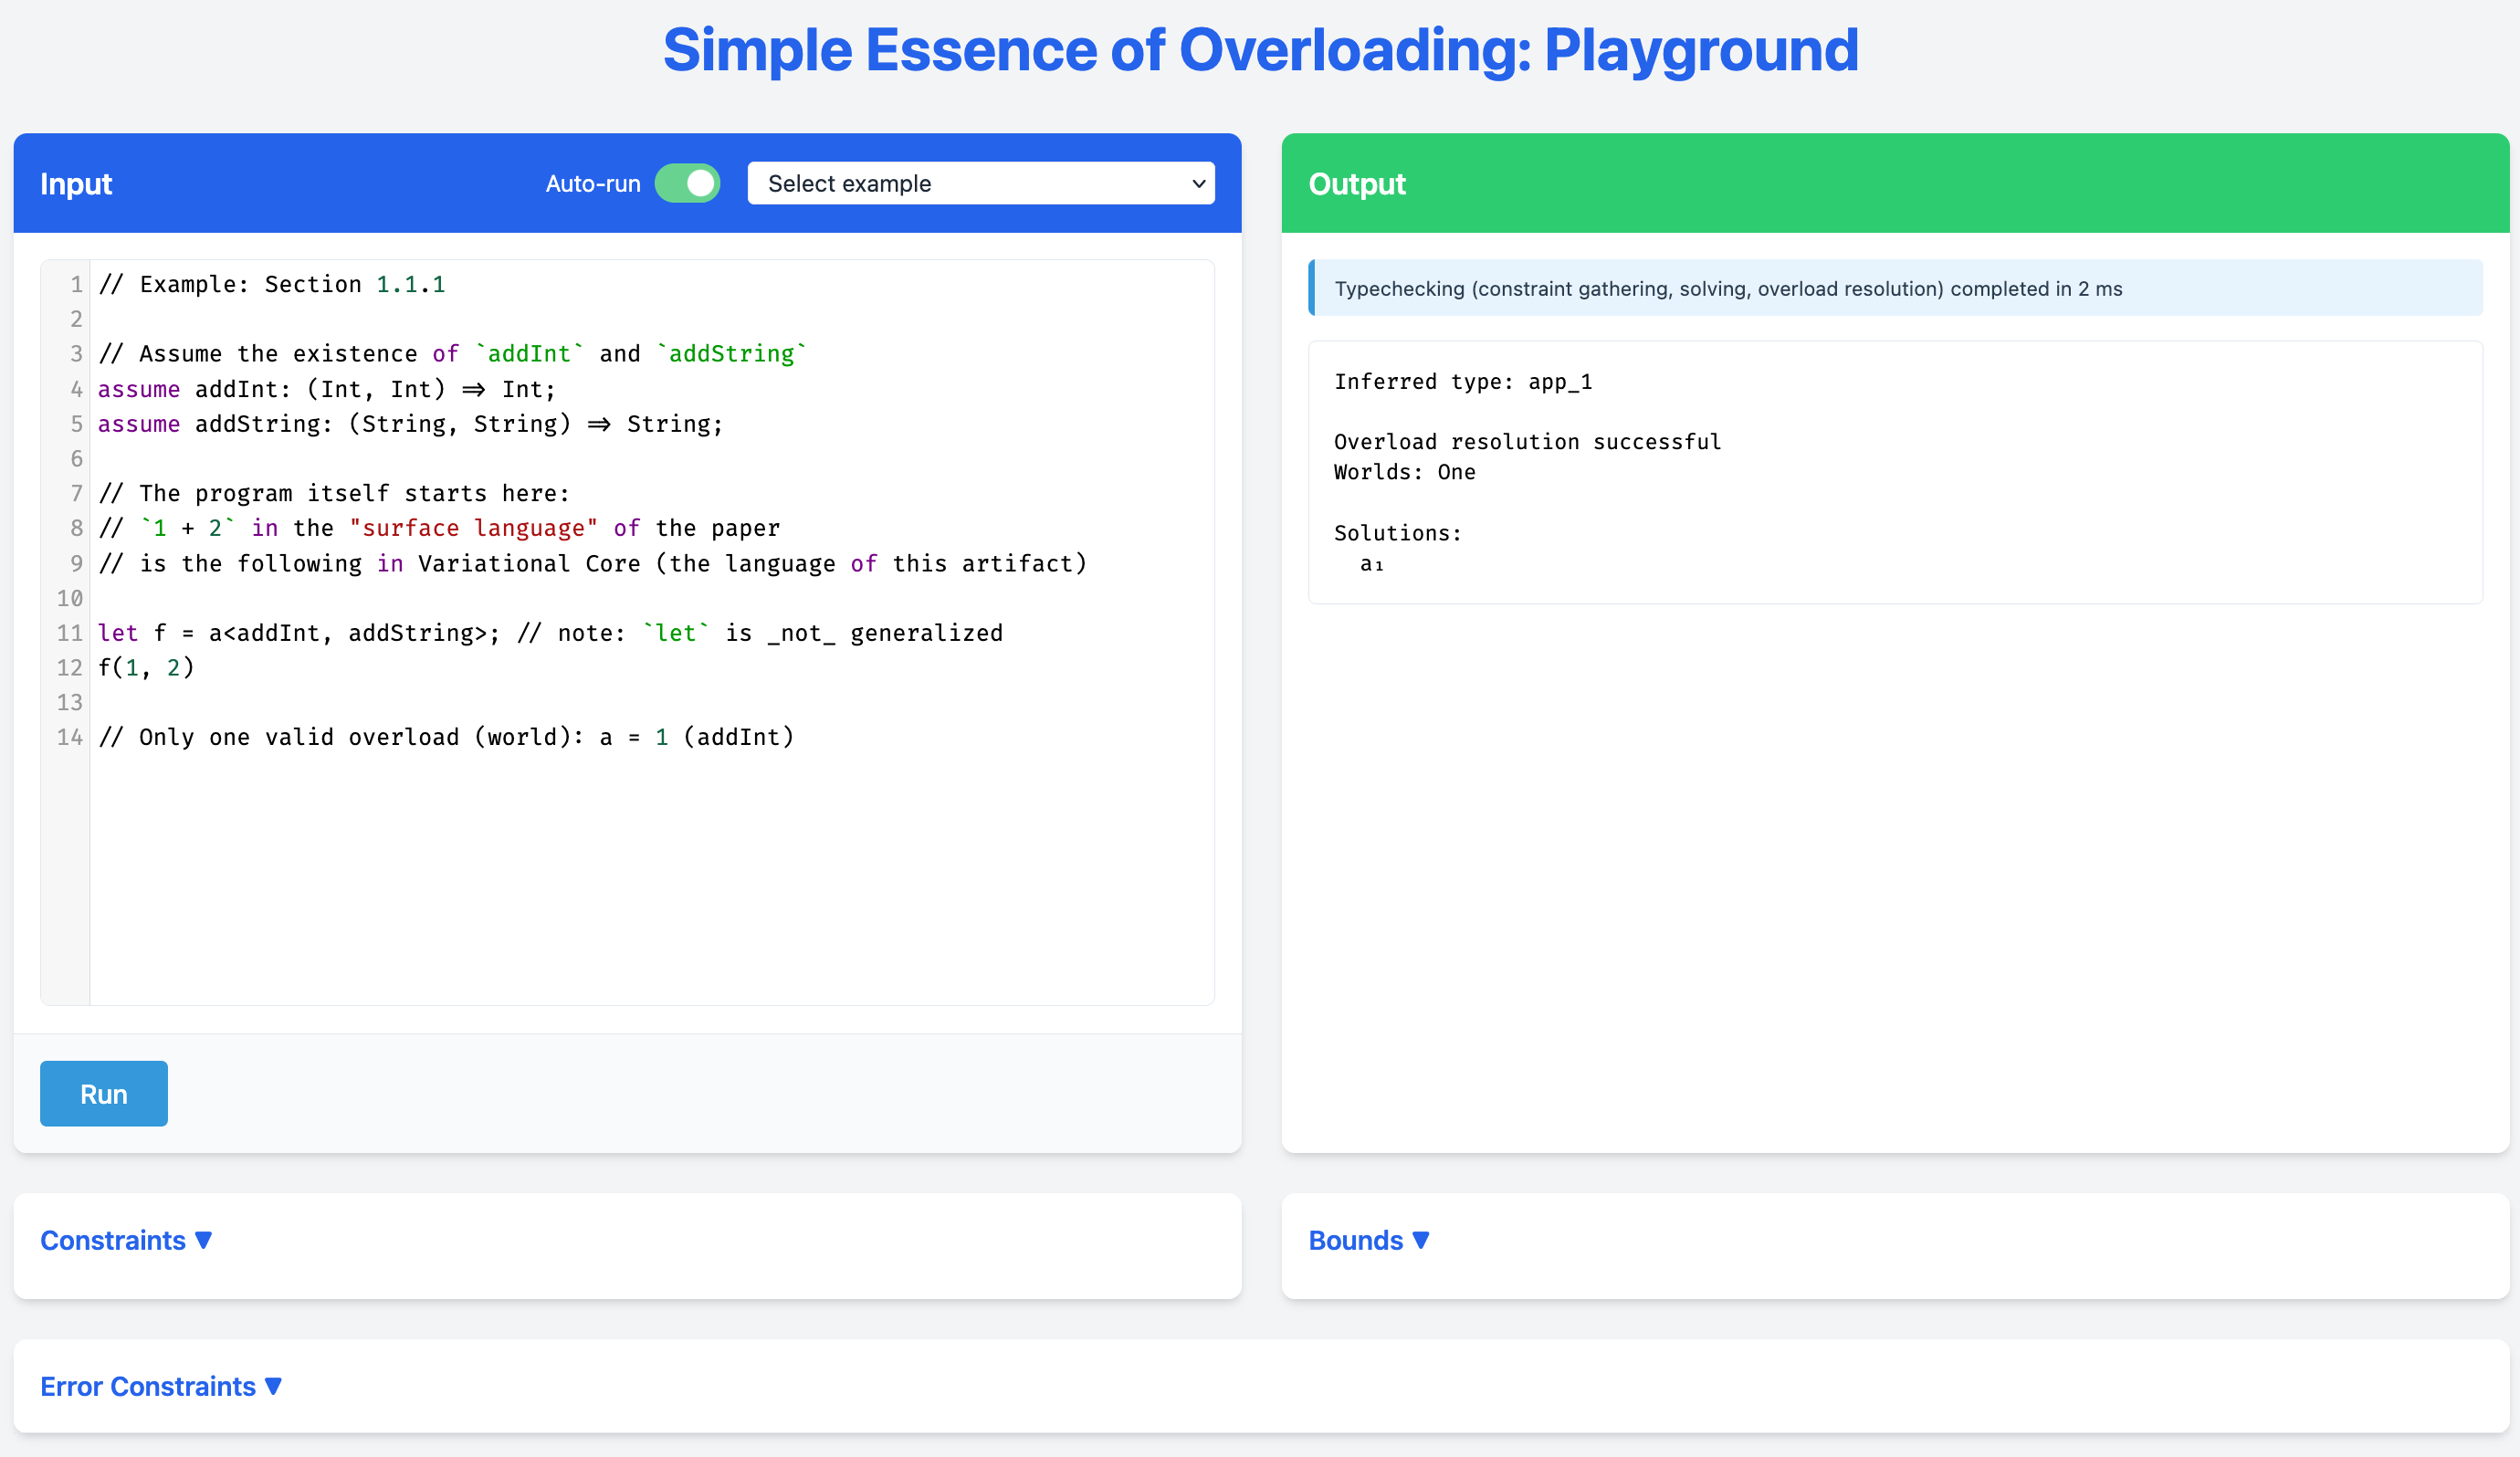 Simple Essence of Overloading: Playground
Input
Auto-run
Select example
1 // Example: Section 1.1.1
2
3 // Assume the existence of `addInt` and `addString`
4 assume addInt: (Int, Int) ⇒ Int;
5 assume addString: (String, String) ⇒ String;
6
7 // The program itself starts here:
8 // `1 + 2` in the "surface language" of the paper
9 // is the following in Variational Core (the language of this artifact)
10
11 let f = a<addInt, addString>; // note: `let` is _not_ generalized
12 f(1, 2)
13
14 // Only one valid overload (world): a = 1 (addInt)
Run
Output
Typechecking (constraint gathering, solving, overload resolution) completed in 2 ms
Inferred type: app_1
Overload resolution successful
Worlds: One
Solutions:
a₁
Constraints ▼
Bounds ▼
Error Constraints ▼